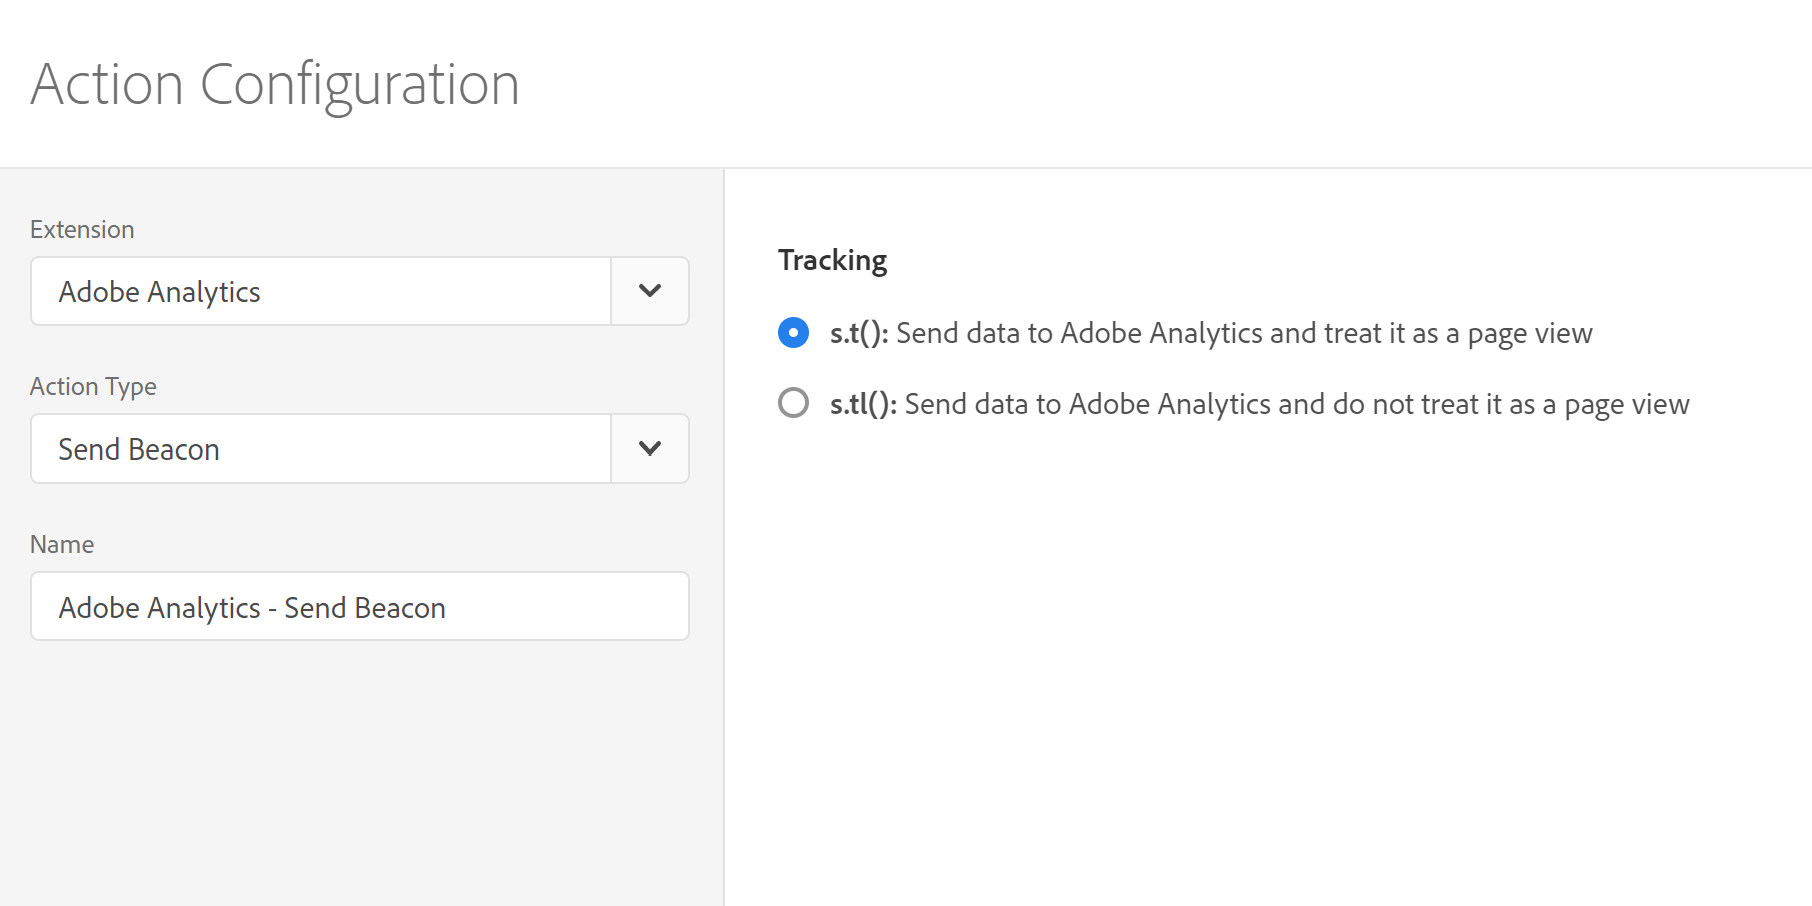 Action Configuration
Extension
Adobe Analytics
Action Type
Send Beacon
Name
Adobe Analytics - Send Beacon
Tracking
s.t(): Send data to Adobe Analytics and treat it as a page view
s.tl(): Send data to Adobe Analytics and do not treat it as a page view